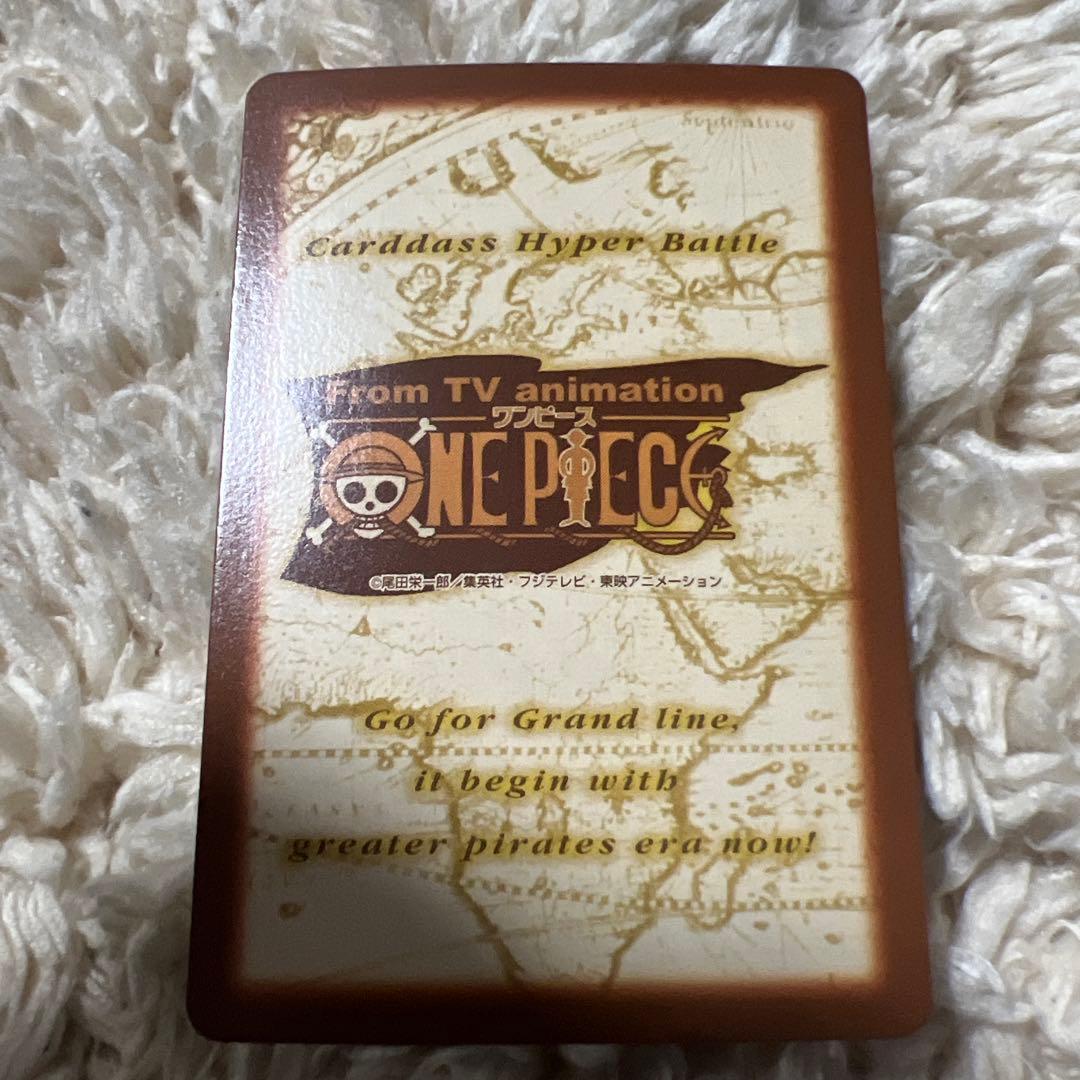 Carddass Hyper Battle
From TV animation
ワンピース
ONE PIECE
©尾田栄一郎／集英社・フジテレビ・東映アニメーション
Go for Grand line,
it begin with
greater pirates era now!